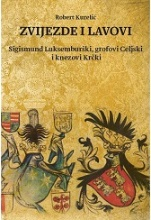 Robert Kurelić
ZVIJEZDE I LAVOVI
Sigismund Luksemburški, grofovi Celjski
i knezovi Krčki